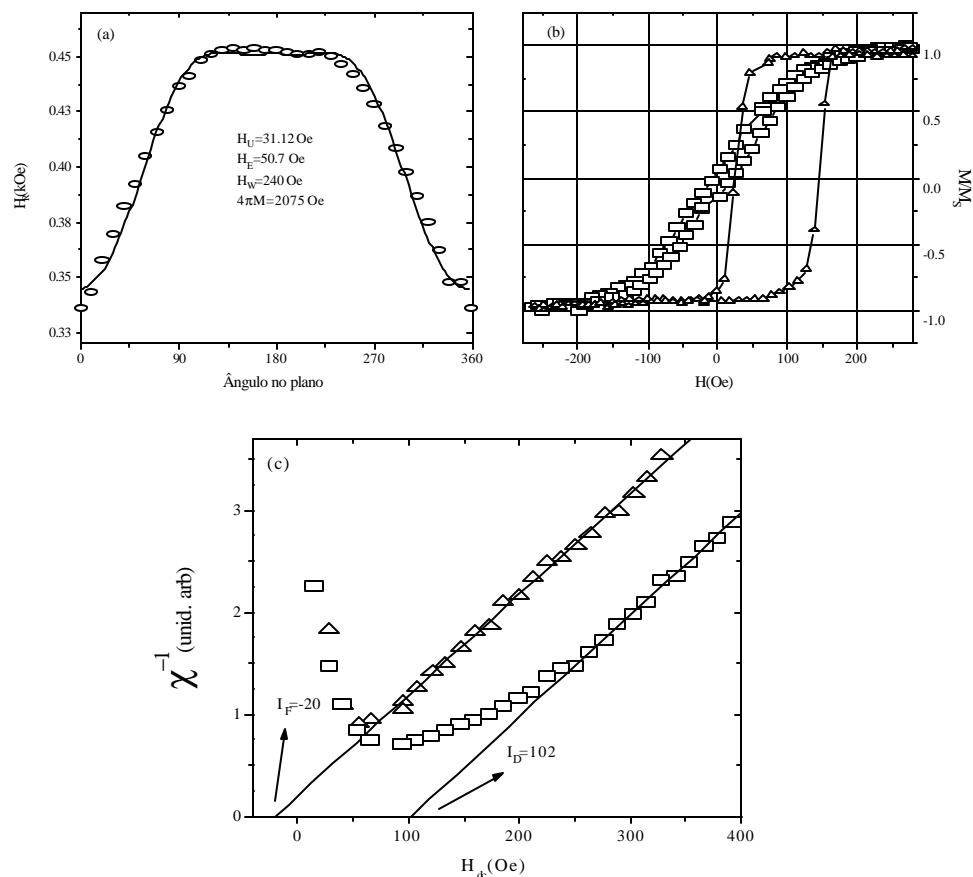 (a)
0.45
0.43
0.40
0.38
0.35
0.33
H_R(kOe)
H_U=31.12 Oe
H_E=50.7 Oe
H_W=240 Oe
4πM=2075 Oe
0 90 180 270 360
Ângulo no plano
(b)
1.0
0.5
0.0
-0.5
-1.0
M/M_S
-200 -100 0 100 200
H(Oe)
(c)
3
2
1
0
χ^-1 (unid. arb)
I_F=-20
I_D=102
0 100 200 300 400
H_dc(Oe)